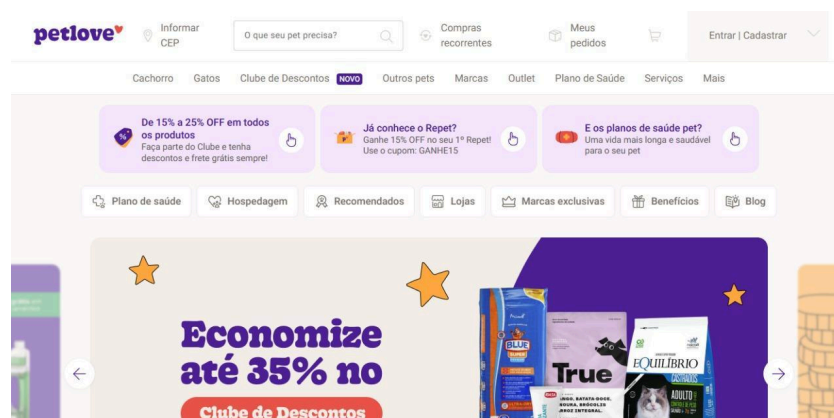 petlove
Informar
CEP
O que seu pet precisa?
Compras
recorrentes
Meus
pedidos
Entrar | Cadastrar
Cachorro Gatos Clube de Descontos NOVO Outros pets Marcas Outlet Plano de Saúde Serviços Mais
De 15% a 25% OFF em todos
os produtos
Faça parte do Clube e tenha
descontos e frete grátis sempre!
Já conhece o Repet?
Ganhe 15% OFF no seu 1º Repet!
Use o cupom: GANHE15
E os planos de saúde pet?
Uma vida mais longa e saudável
para o seu pet
Plano de saúde Hospedagem Recomendados Lojas Marcas exclusivas Benefícios Blog
Economize
até 35% no
Clube de Descontos
BLUE
SUPER
True
EQUILÍBRIO
CASTRADOS
ADULTO